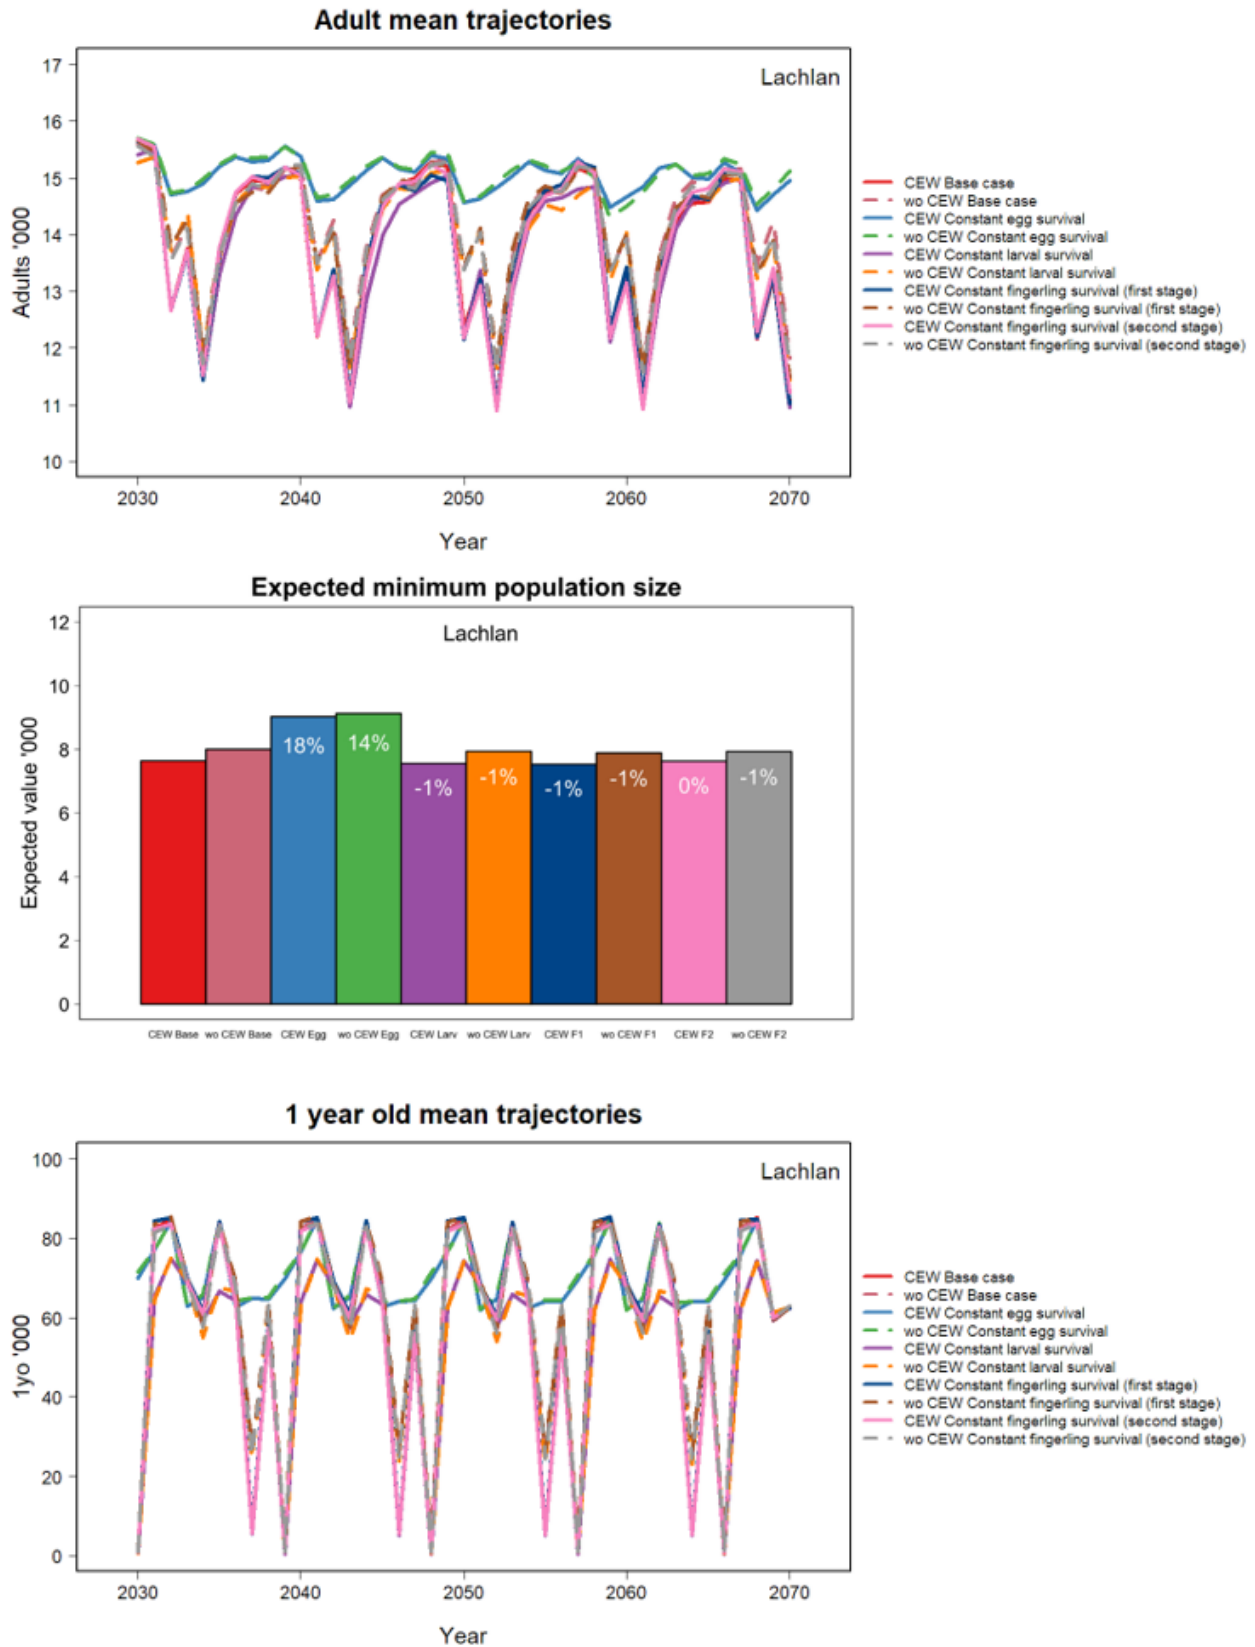 Adult mean trajectories
Lachlan
Adults '000
17
16
15
14
13
12
11
10
2030
2040
2050
2060
2070
Year
CEW Base case
wo CEW Base case
CEW Constant egg survival
wo CEW Constant egg survival
CEW Constant larval survival
wo CEW Constant larval survival
CEW Constant fingerling survival (first stage)
wo CEW Constant fingerling survival (first stage)
CEW Constant fingerling survival (second stage)
wo CEW Constant fingerling survival (second stage)
Expected minimum population size
Lachlan
Expected value '000
12
10
8
6
4
2
0
18%
14%
-1%
-1%
-1%
-1%
0%
-1%
CEW Base
wo CEW Base
CEW Egg
wo CEW Egg
CEW Larv
wo CEW Larv
CEW F1
wo CEW F1
CEW F2
wo CEW F2
1 year old mean trajectories
Lachlan
1yo '000
100
80
60
40
20
0
2030
2040
2050
2060
2070
Year
CEW Base case
wo CEW Base case
CEW Constant egg survival
wo CEW Constant egg survival
CEW Constant larval survival
wo CEW Constant larval survival
CEW Constant fingerling survival (first stage)
wo CEW Constant fingerling survival (first stage)
CEW Constant fingerling survival (second stage)
wo CEW Constant fingerling survival (second stage)